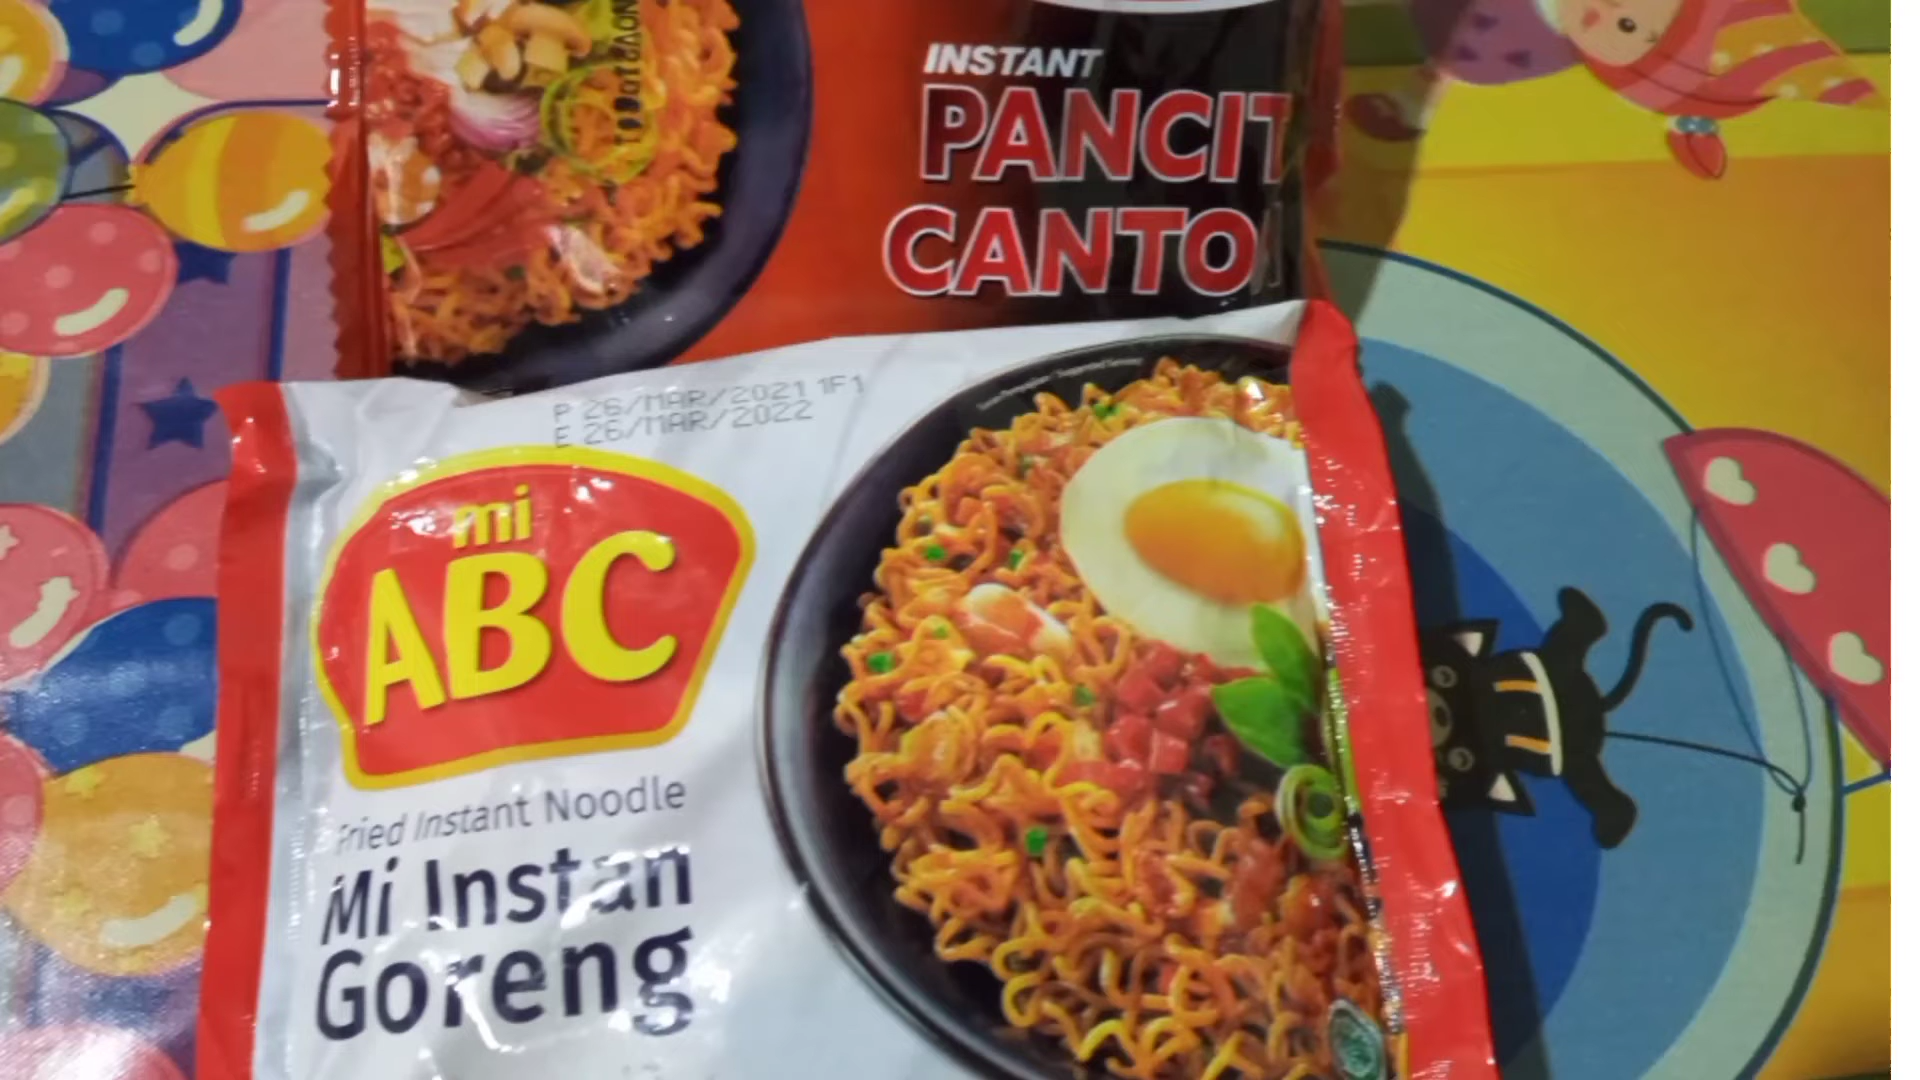 INSTANT
PANCIT
CANTO
P 26/MAR/2021 1F1
E 26/MAR/2022
mi
ABC
Fried Instant Noodle
Mi Instan
Goreng